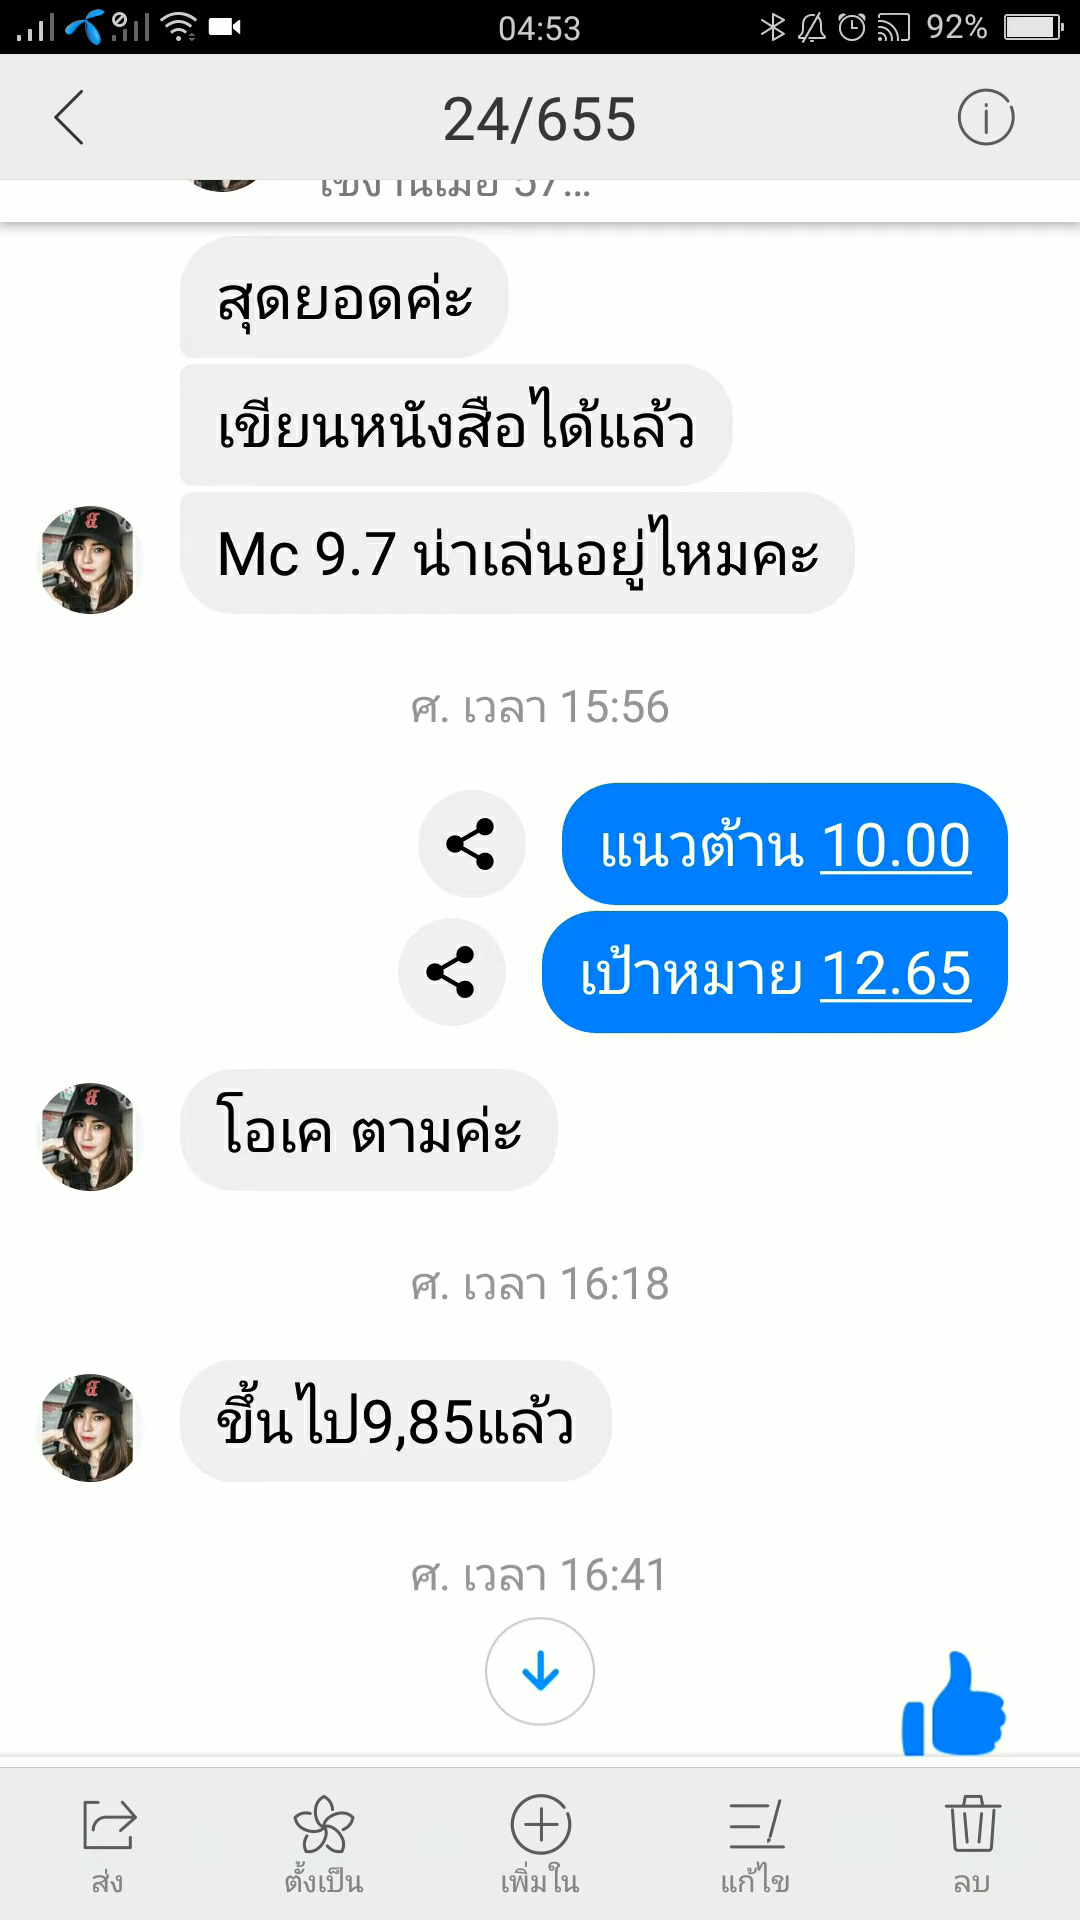 04:53
92%
24/655
สุดยอดค่ะ
เขียนหนังสือได้แล้ว
Mc 9.7 น่าเล่นอยู่ไหมคะ
ศ. เวลา 15:56
แนวต้าน 10.00
เป้าหมาย 12.65
โอเค ตามค่ะ
ศ. เวลา 16:18
ขึ้นไป9,85แล้ว
ศ. เวลา 16:41
ส่ง
ตั้งเป็น
เพิ่มใน
แก้ไข
ลบ